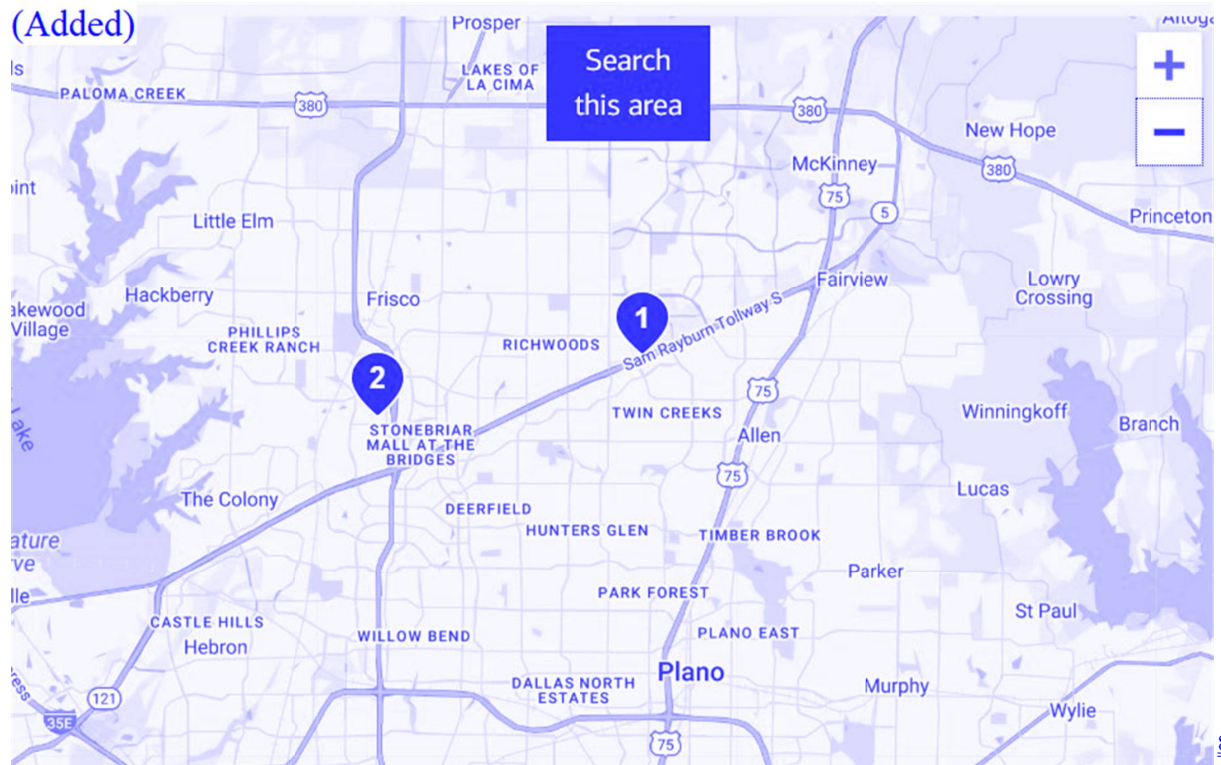 (Added)
Prosper
Search
this area
+
LAKES OF
LA CIMA
PALOMA CREEK
380
380
−
New Hope
McKinney
380
75
5
Little Elm
Princeton
Fairview
Lowry
Crossing
Hackberry
Frisco
Village
1
PHILLIPS
CREEK RANCH
RICHWOODS
Sam Rayburn Tollway S
2
75
TWIN CREEKS
Winningkoff
Branch
Lake
STONEBRIAR
MALL AT THE
BRIDGES
Allen
75
The Colony
Lucas
DEERFIELD
HUNTERS GLEN
TIMBER BROOK
Parker
PARK FOREST
St Paul
CASTLE HILLS
WILLOW BEND
PLANO EAST
Hebron
Plano
DALLAS NORTH
ESTATES
Murphy
121
Wylie
35E
75